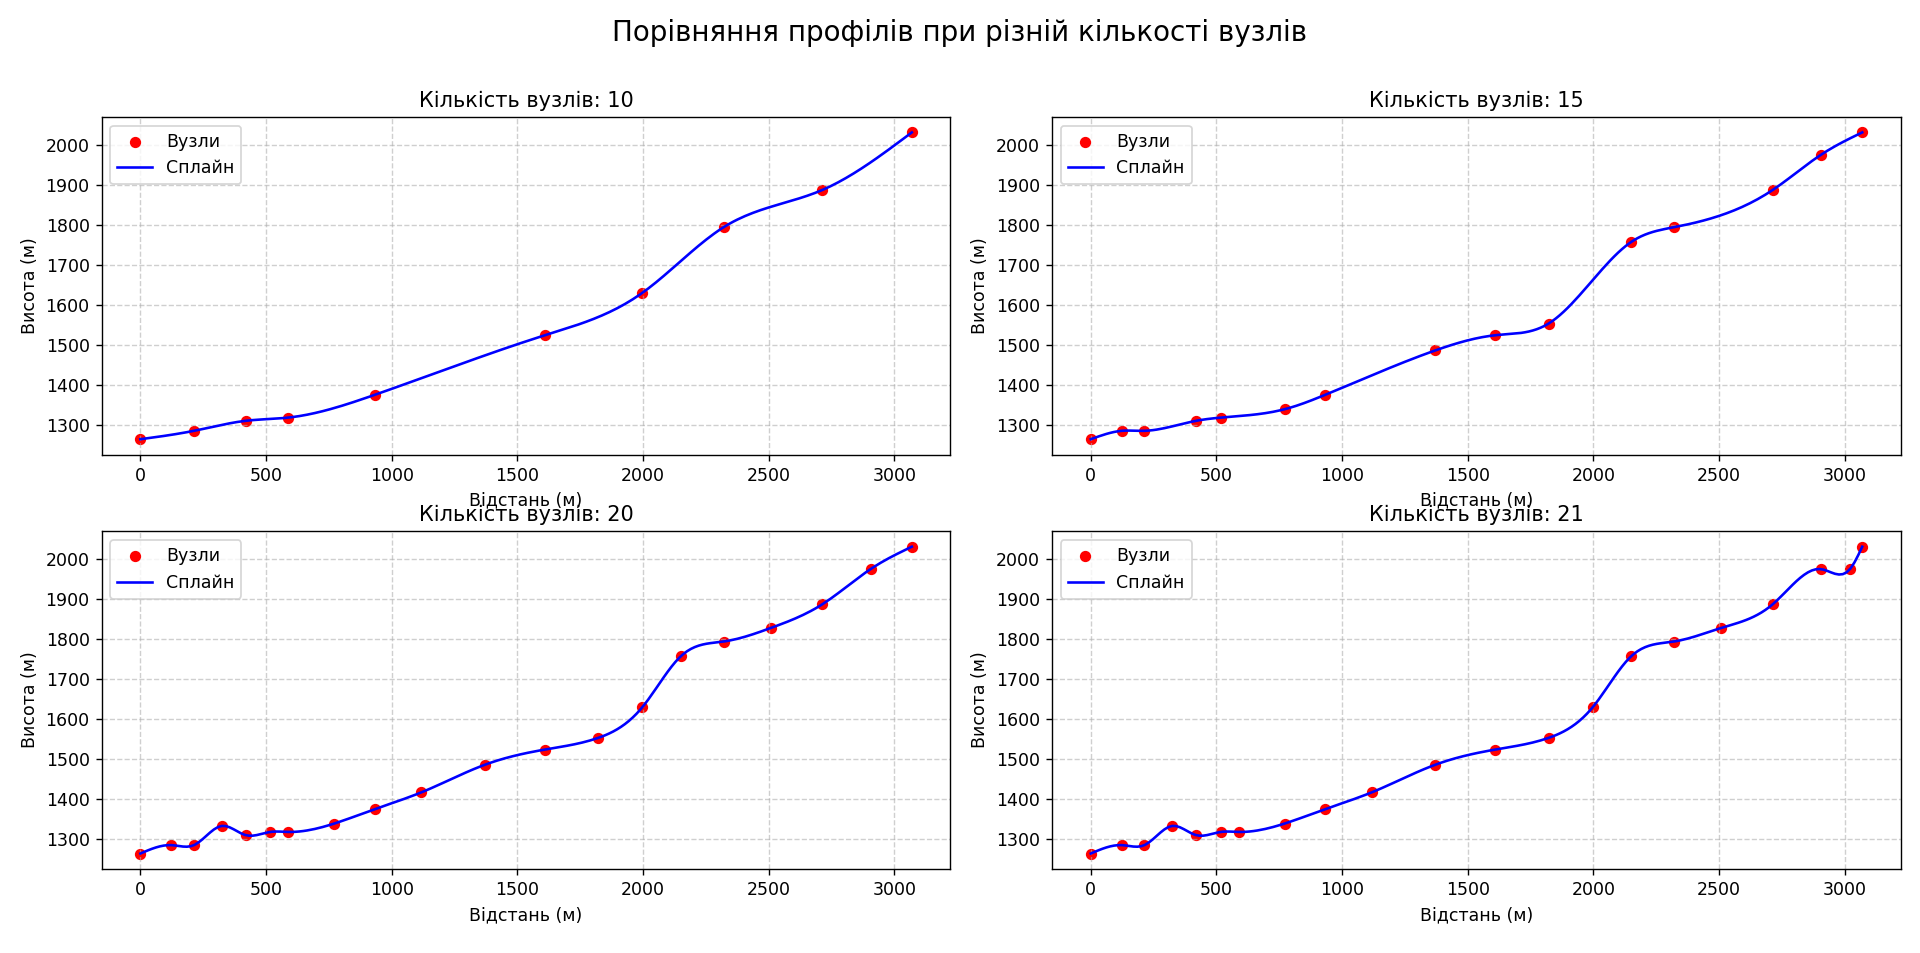 Порівняння профілів при різній кількості вузлів
Кількість вузлів: 10
Вузли
Сплайн
2000
1900
1800
1700
1600
1500
1400
1300
Висота (м)
0 500 1000 1500 2000 2500 3000
Відстань (м)
Кількість вузлів: 15
Вузли
Сплайн
2000
1900
1800
1700
1600
1500
1400
1300
Висота (м)
0 500 1000 1500 2000 2500 3000
Відстань (м)
Кількість вузлів: 20
Вузли
Сплайн
2000
1900
1800
1700
1600
1500
1400
1300
Висота (м)
0 500 1000 1500 2000 2500 3000
Відстань (м)
Кількість вузлів: 21
Вузли
Сплайн
2000
1900
1800
1700
1600
1500
1400
1300
Висота (м)
0 500 1000 1500 2000 2500 3000
Відстань (м)